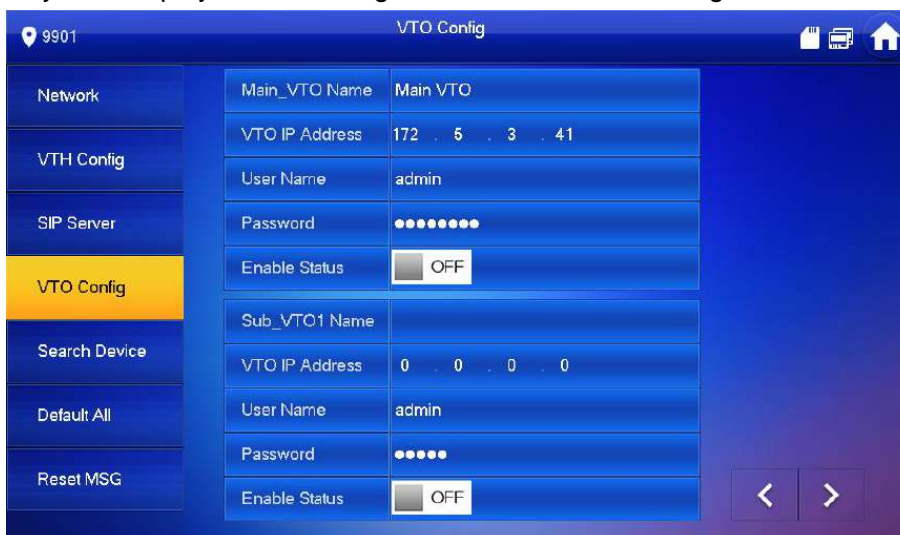 9901
VTO Config
Network
VTH Config
SIP Server
VTO Config
Search Device
Default All
Reset MSG
Main_VTO Name Main VTO
VTO IP Address 172 . 5 . 3 . 41
User Name admin
Password ●●●●●●●●
Enable Status OFF
Sub_VTO1 Name
VTO IP Address 0 . 0 . 0 . 0
User Name admin
Password ●●●●●
Enable Status OFF